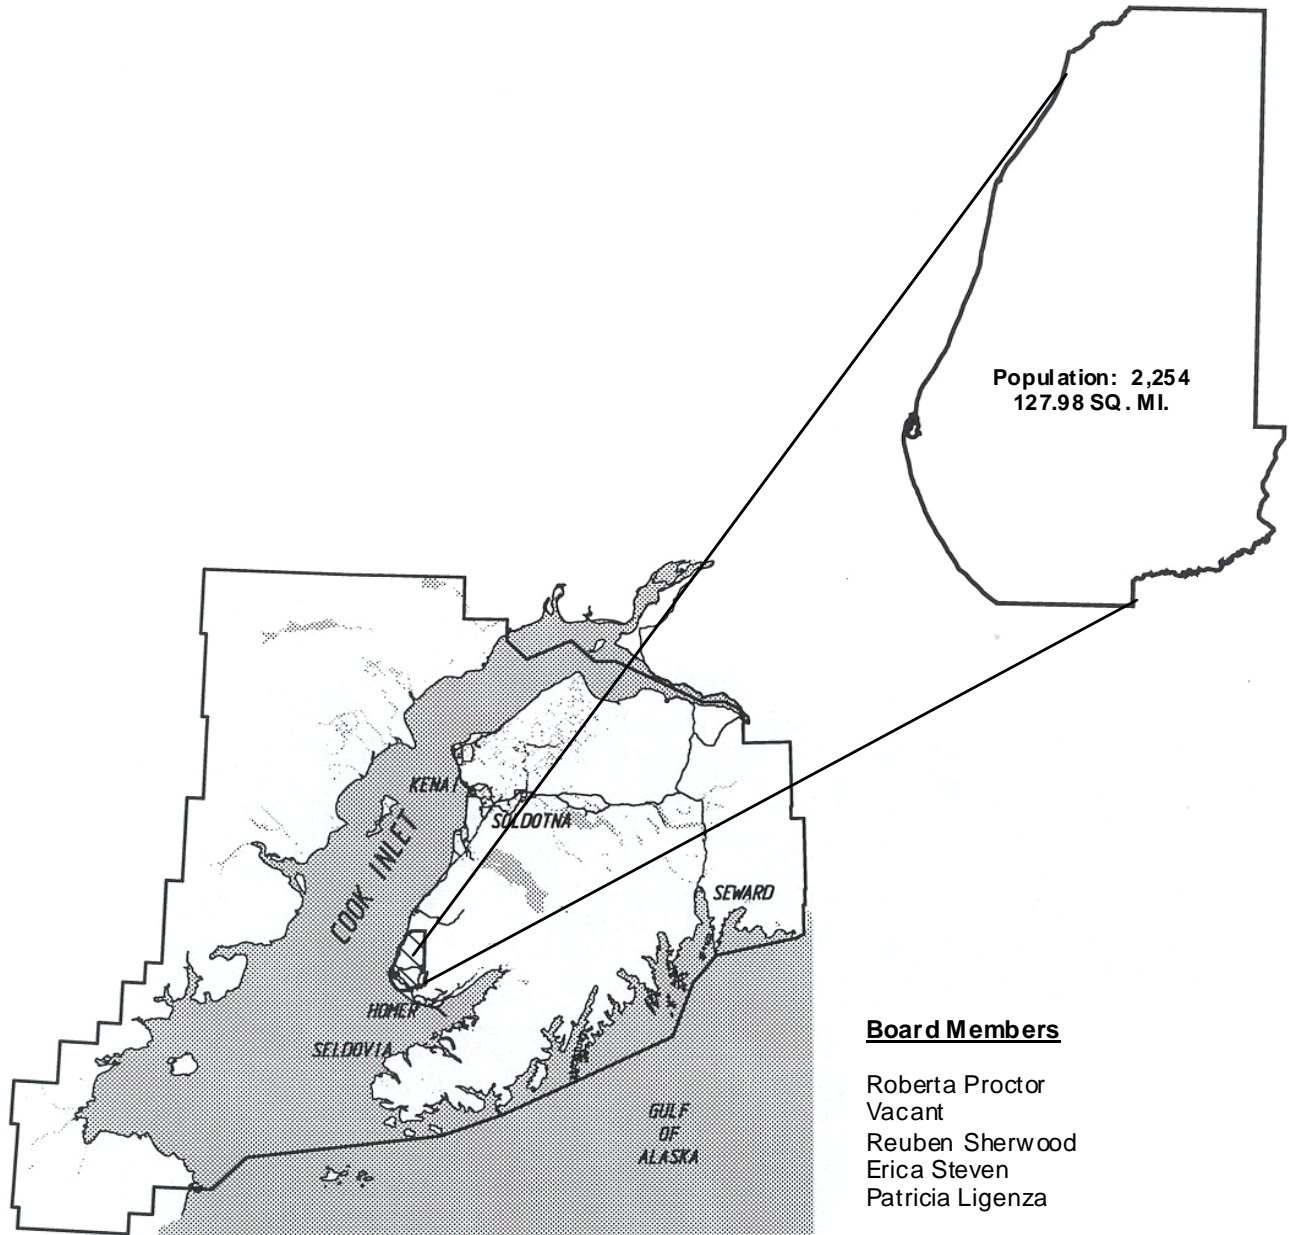 Population: 2,254
127.98 SQ. MI.
KENAI
SOLDOTNA
COOK INLET
SEWARD
HOMER
SELDOVIA
GULF
OF
ALASKA
Board Members
Roberta Proctor
Vacant
Reuben Sherwood
Erica Steven
Patricia Ligenza